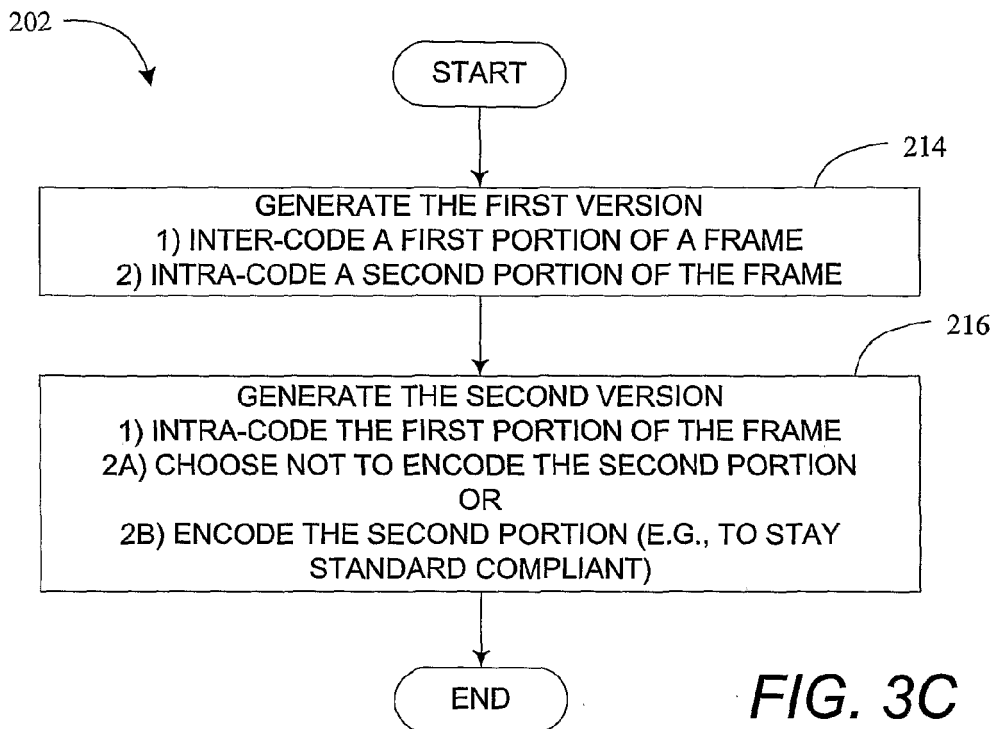 202
START
214
GENERATE THE FIRST VERSION
1) INTER-CODE A FIRST PORTION OF A FRAME
2) INTRA-CODE A SECOND PORTION OF THE FRAME
216
GENERATE THE SECOND VERSION
1) INTRA-CODE THE FIRST PORTION OF THE FRAME
2A) CHOOSE NOT TO ENCODE THE SECOND PORTION
OR
2B) ENCODE THE SECOND PORTION (E.G., TO STAY
STANDARD COMPLIANT)
END
FIG. 3C